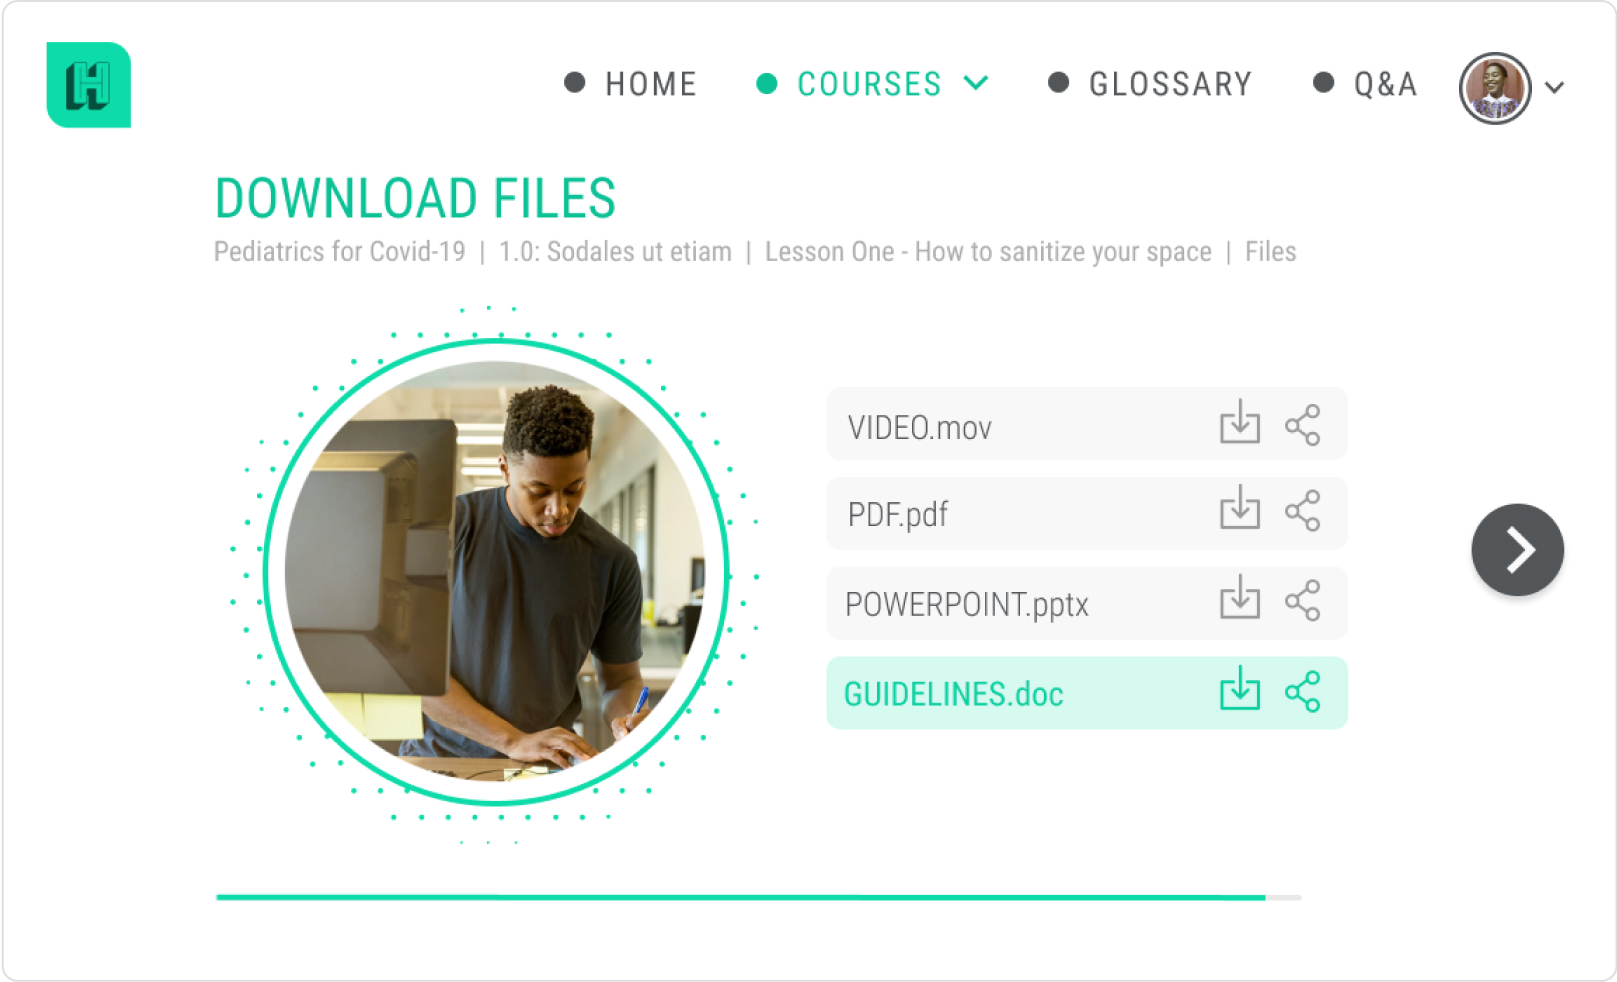 H
HOME COURSES GLOSSARY Q&A
DOWNLOAD FILES
Pediatrics for Covid-19 | 1.0: Sodales ut etiam | Lesson One - How to sanitize your space | Files
VIDEO.mov
PDF.pdf
POWERPOINT.pptx
GUIDELINES.doc